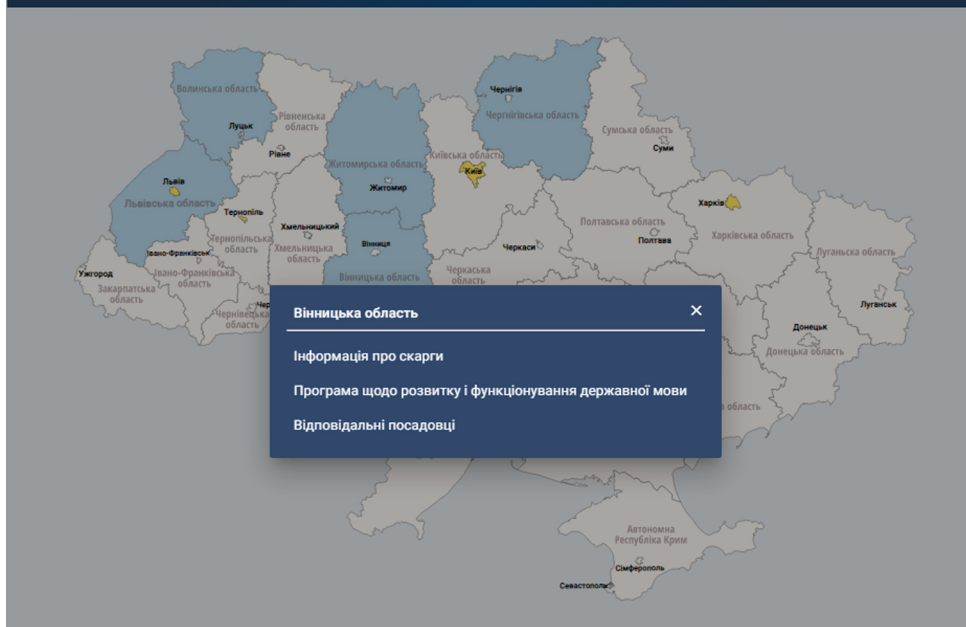 Волинська область
Луцьк
Рівненська
область
Рівне
Житомирська область
Житомир
Київська область
Київ
Чернігів
Чергнігівська область
Сумська область
Суми
Львів
Львівська область
Тернопіль
Тернопільська
область
Хмельницький
Хмельницька
область
Вінниця
Вінницька область
Черкаси
Черкаська
область
Полтавська область
Полтава
Харків
Харківська область
Луганьска область
Луганськ
Івано-Франківськ
Івано-Франківська
область
Ужгород
Закарпатська
область
Чер
Чернівецька
область
Донецьк
Донецька область
область
Вінницька область
Інформація про скарги
Програма щодо розвитку і функціонування державної мови
Відповідальні посадовці
Автономна
Республіка Крим
Сімферополь
Севастополь